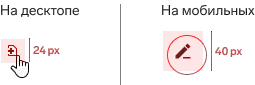 На десктопе
24 px
На мобильных
40 px